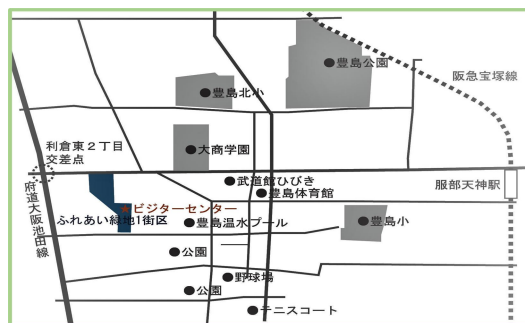 豊島公園
阪急宝塚線
豊島北小
利倉東2丁目
交差点
大商学園
武道館ひびき
服部天神駅
豊島体育館
府道大阪池田線
ビジターセンター
ふれあい緑地1街区
豊島温水プール
豊島小
公園
野球場
公園
テニスコート